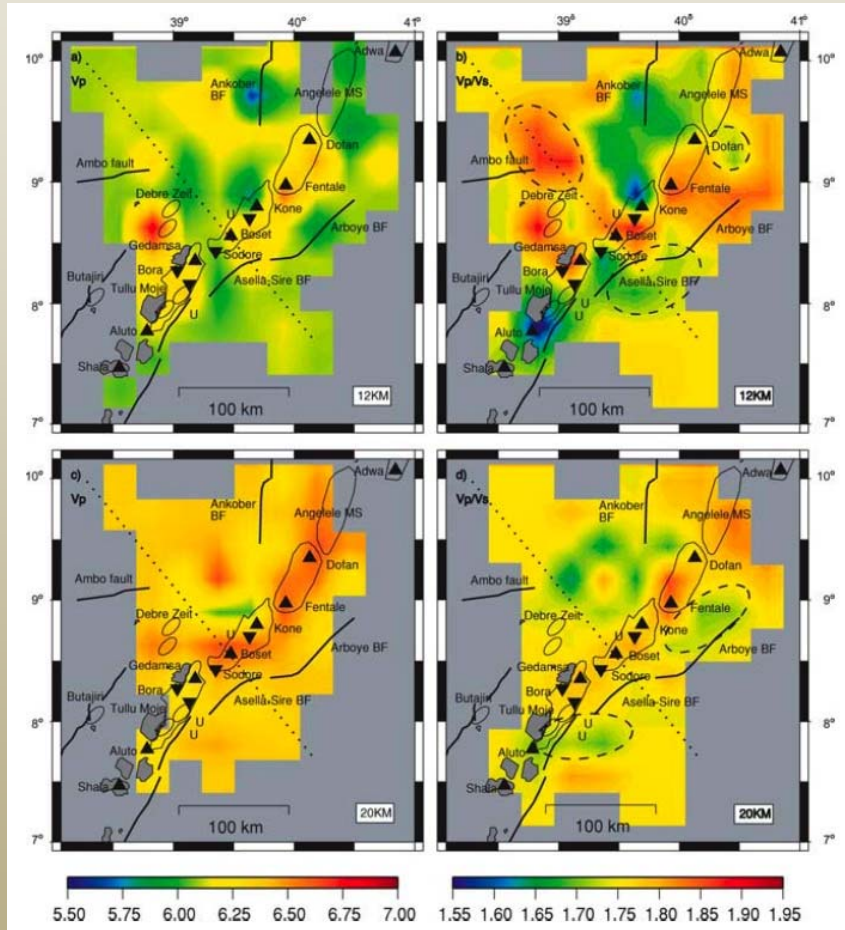 39° 40° 41°
39° 40° 41°
10°
9°
8°
7°
a)
Vp
Ankober
BF
Adwa
Angelele MS
Dofan
Ambo fault
Fentale
Debre Zeit
Kone
U
Boset
Arboye BF
Gedamsa
Sodore
Butajiri
Bora
Asella-Sire BF
Tullu Moje
U
Aluto
Shala
100 km
12KM
b)
Vp/Vs
Ankober
BF
Adwa
Angelele MS
Dofan
Ambo fault
Fentale
Debre Zeit
Kone
U
Boset
Arboye BF
Gedamsa
Sodore
Butajiri
Bora
Asella-Sire BF
Tullu Moje
U
Aluto
Shala
100 km
12KM
10°
9°
8°
7°
c)
Vp
Ankober
BF
Adwa
Angelele MS
Dofan
Ambo fault
Fentale
Debre Zeit
Kone
U
Boset
Arboye BF
Gedamsa
Sodore
Butajiri
Bora
Asella-Sire BF
Tullu Moje
U
U
Aluto
Shala
100 km
20KM
d)
Vp/Vs
Ankober
BF
Adwa
Angelele MS
Dofan
Ambo fault
Fentale
Debre Zeit
Kone
U
Boset
Arboye BF
Gedamsa
Sodore
Butajiri
Bora
Asella-Sire BF
Tullu Moje
U
U
Aluto
Shala
100 km
20KM
5.50 5.75 6.00 6.25 6.50 6.75 7.00
1.55 1.60 1.65 1.70 1.75 1.80 1.85 1.90 1.95